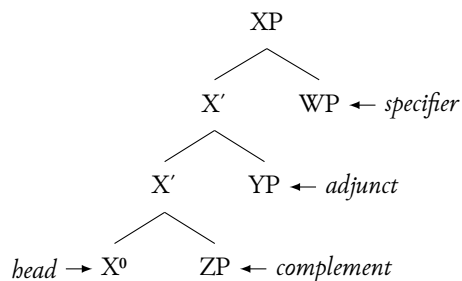 XP
X′ WP ← specifier
X′ YP ← adjunct
head → X⁰ ZP ← complement